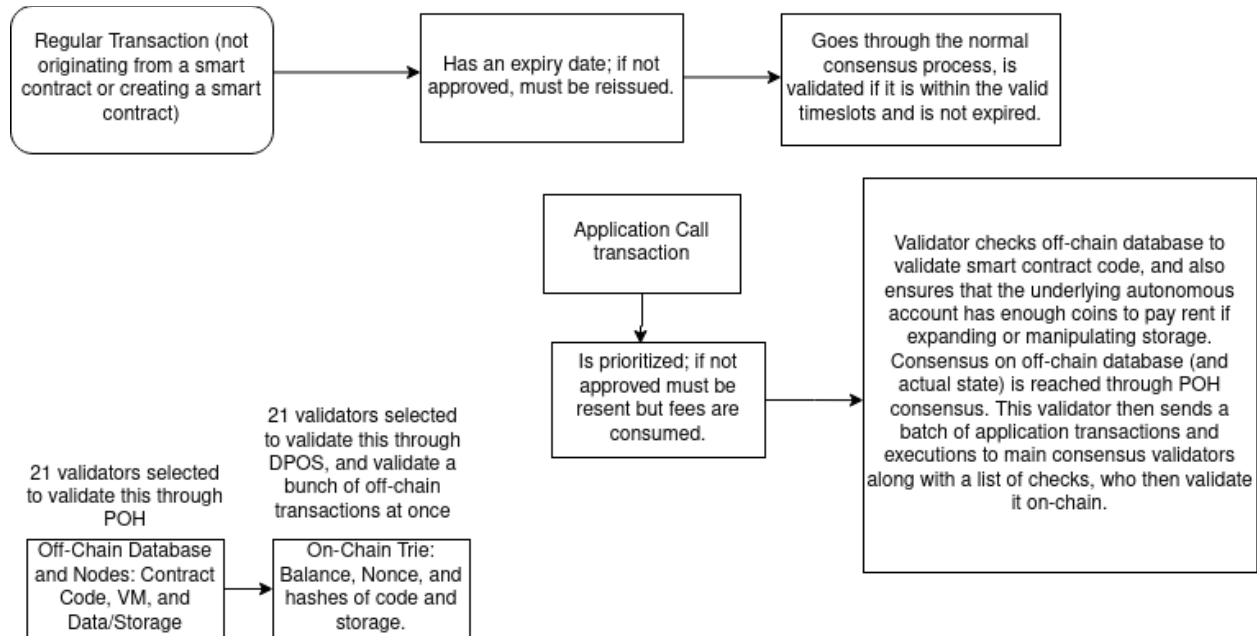 Regular Transaction (not
originating from a smart
contract or creating a smart
contract)
Has an expiry date; if not
approved, must be reissued.
Goes through the normal
consensus process, is
validated if it is within the valid
timeslots and is not expired.
Application Call
transaction
Is prioritized; if not
approved must be
resent but fees are
consumed.
Validator checks off-chain database to
validate smart contract code, and also
ensures that the underlying autonomous
account has enough coins to pay rent if
expanding or manipulating storage.
Consensus on off-chain database (and
actual state) is reached through POH
consensus. This validator then sends a
batch of application transactions and
executions to main consensus validators
along with a list of checks, who then validate
it on-chain.
21 validators selected
to validate this through
POH
Off-Chain Database
and Nodes: Contract
Code, VM, and
Data/Storage
21 validators selected
to validate this through
DPOS, and validate a
bunch of off-chain
transactions at once
On-Chain Trie:
Balance, Nonce, and
hashes of code and
storage.